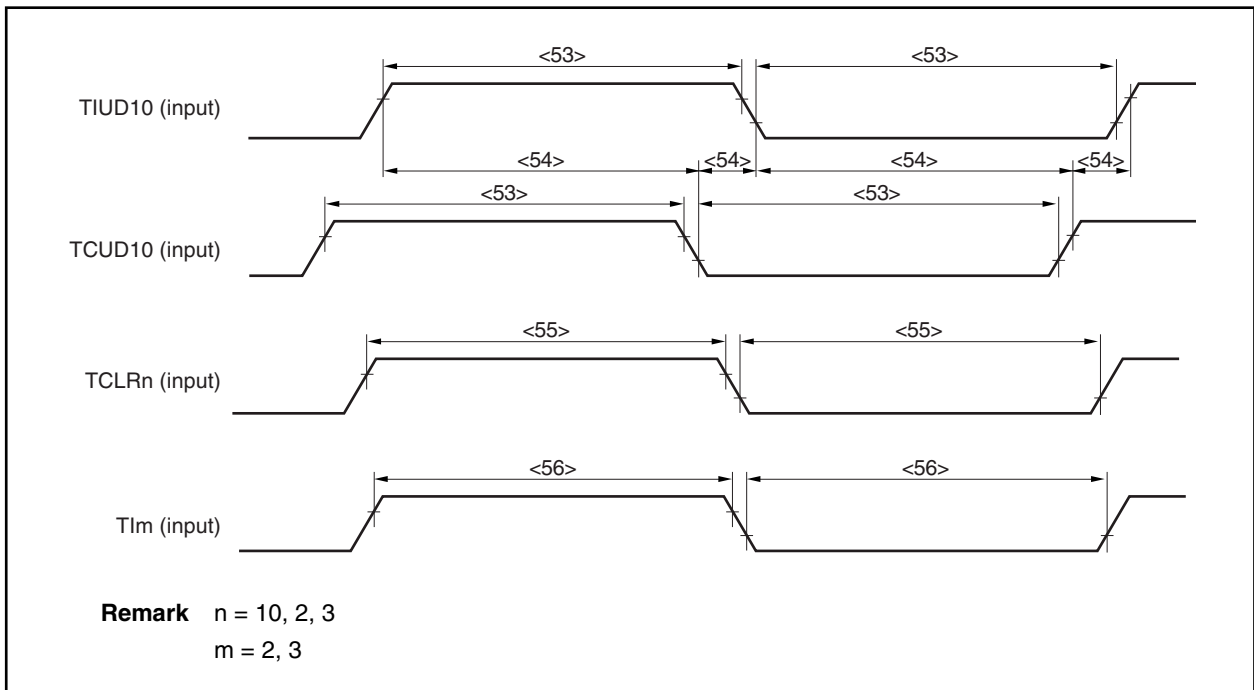 <53> <53>
TIUD10 (input)
<54> <54> <54> <54>
<53> <53>
TCUD10 (input)
<55> <55>
TCLRn (input)
<56> <56>
TIm (input)
Remark n = 10, 2, 3
m = 2, 3